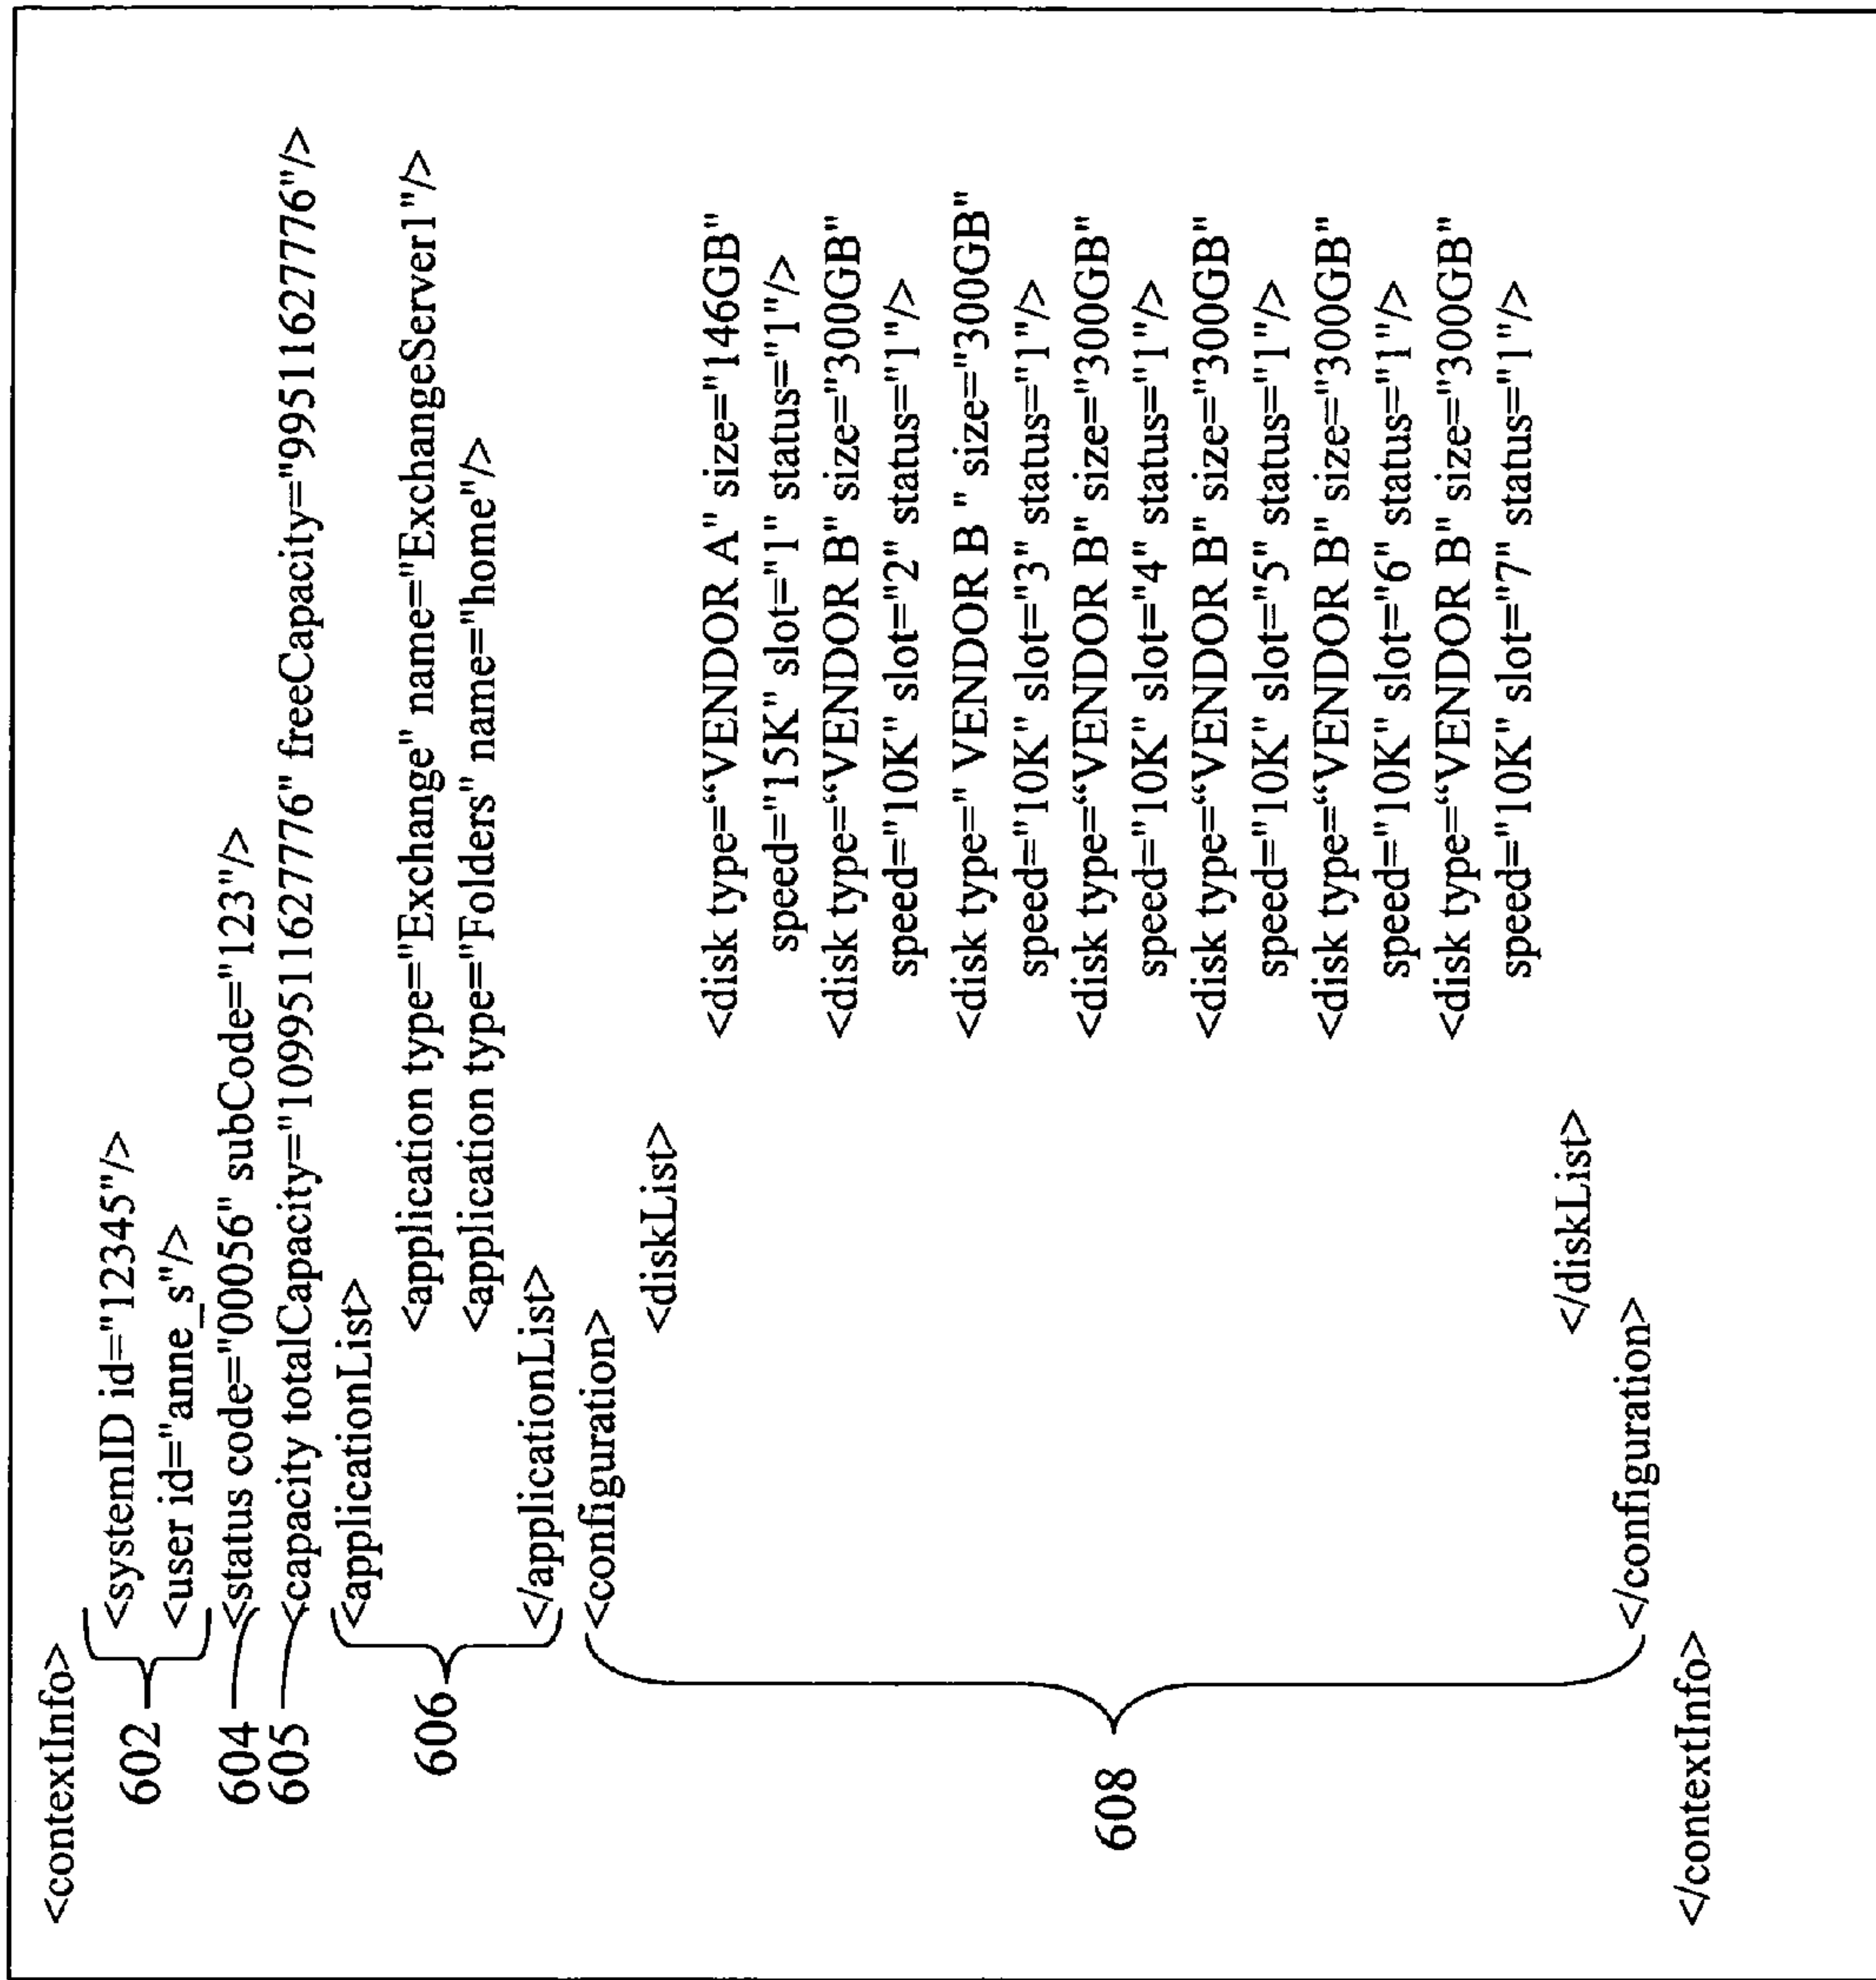 <contextInfo>
602
<systemID id="12345"/>
<user id="anne_s"/>
604 <status code="00056" subCode="123"/>
605 <capacity totalCapacity="1099511627776" freeCapacity="99511627776"/>
606
<applicationList>
<application type="Exchange" name="ExchangeServer1"/>
<application type="Folders" name="home"/>
</applicationList>
608
<configuration>
<diskList>
<disk type=“VENDOR A" size="146GB"
speed="15K" slot="1" status="1"/>
<disk type=“VENDOR B" size="300GB"
speed="10K" slot="2" status="1"/>
<disk type=" VENDOR B " size="300GB"
speed="10K" slot="3" status="1"/>
<disk type=“VENDOR B" size="300GB"
speed="10K" slot="4" status="1"/>
<disk type=“VENDOR B" size="300GB"
speed="10K" slot="5" status="1"/>
<disk type=“VENDOR B" size="300GB"
speed="10K" slot="6" status="1"/>
<disk type=“VENDOR B" size="300GB"
speed="10K" slot="7" status="1"/>
</diskList>
</configuration>
</contextInfo>